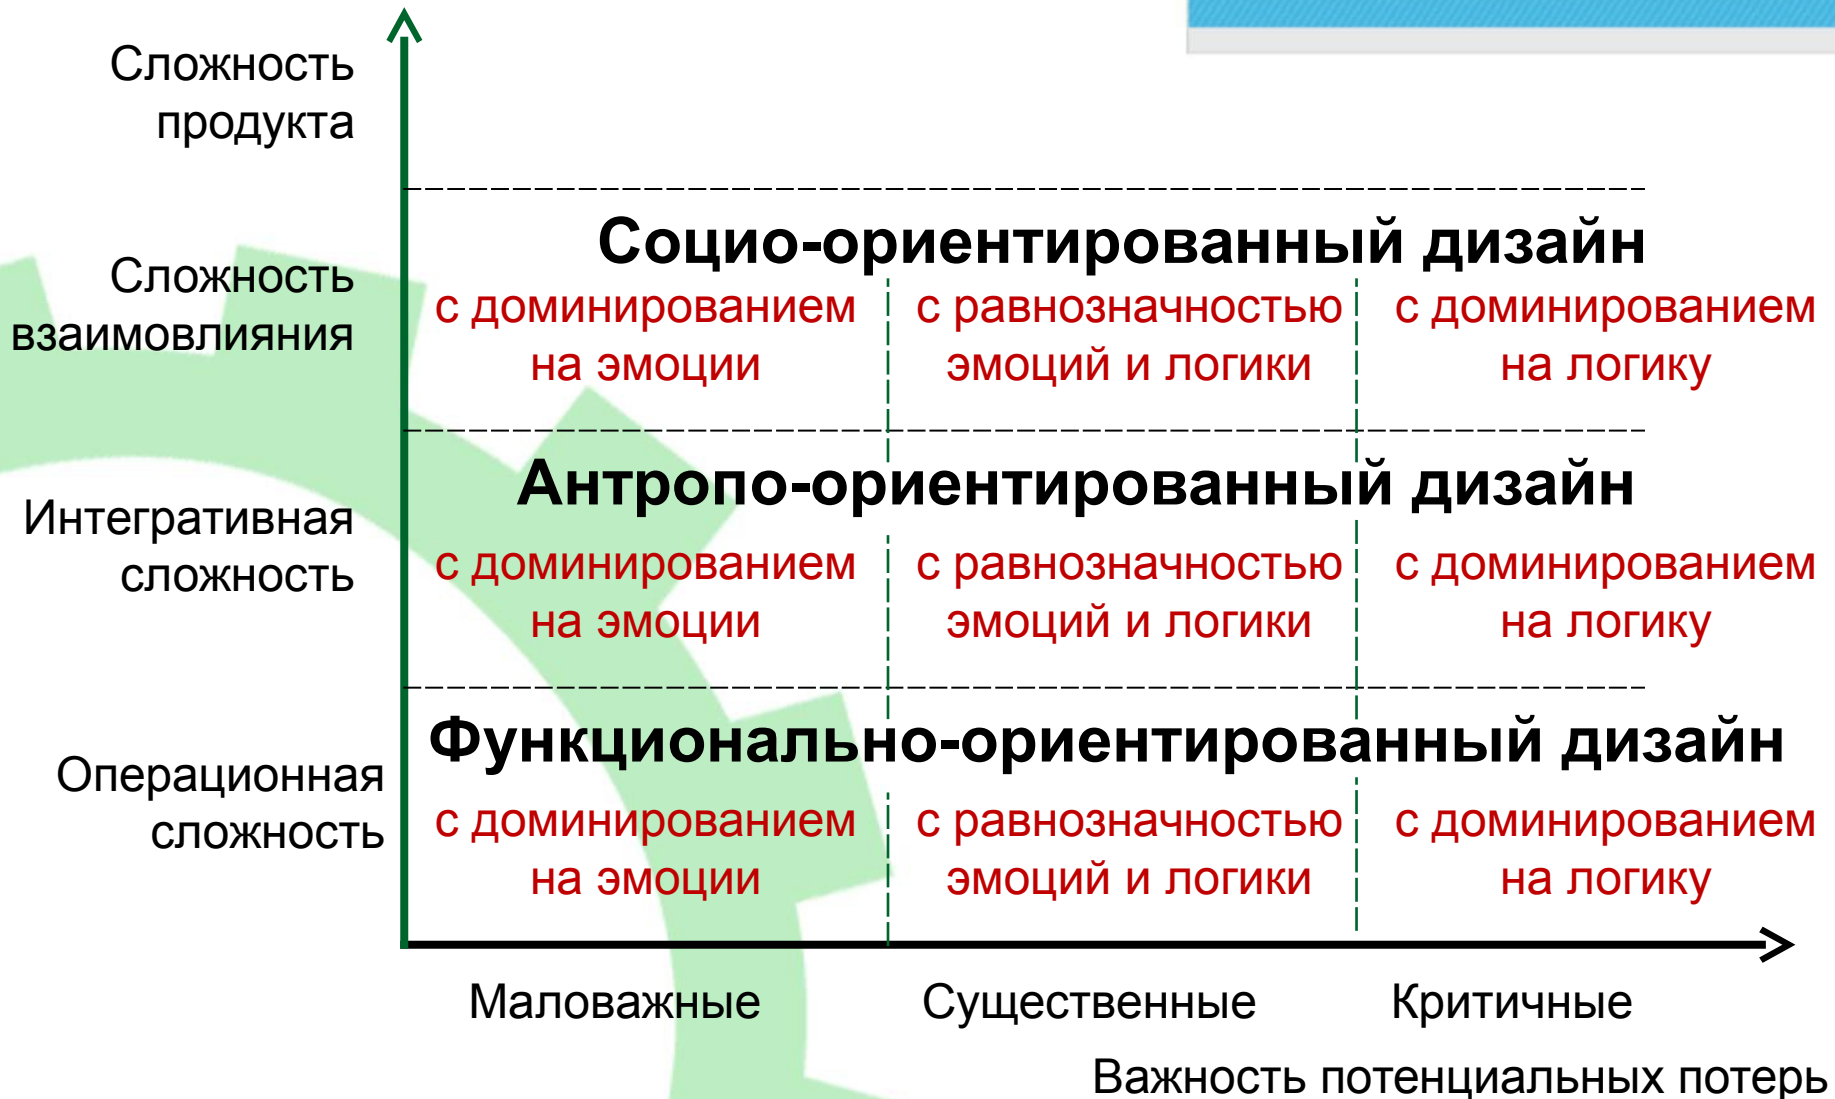 Сложность
продукта
Социо-ориентированный дизайн
Сложность
взаимовлияния
с доминированием
на эмоции
с равнозначностью
эмоций и логики
с доминированием
на логику
Антропо-ориентированный дизайн
Интегративная
сложность
с доминированием
на эмоции
с равнозначностью
эмоций и логики
с доминированием
на логику
Функционально-ориентированный дизайн
Операционная
сложность
с доминированием
на эмоции
с равнозначностью
эмоций и логики
с доминированием
на логику
Маловажные
Существенные
Критичные
Важность потенциальных потерь